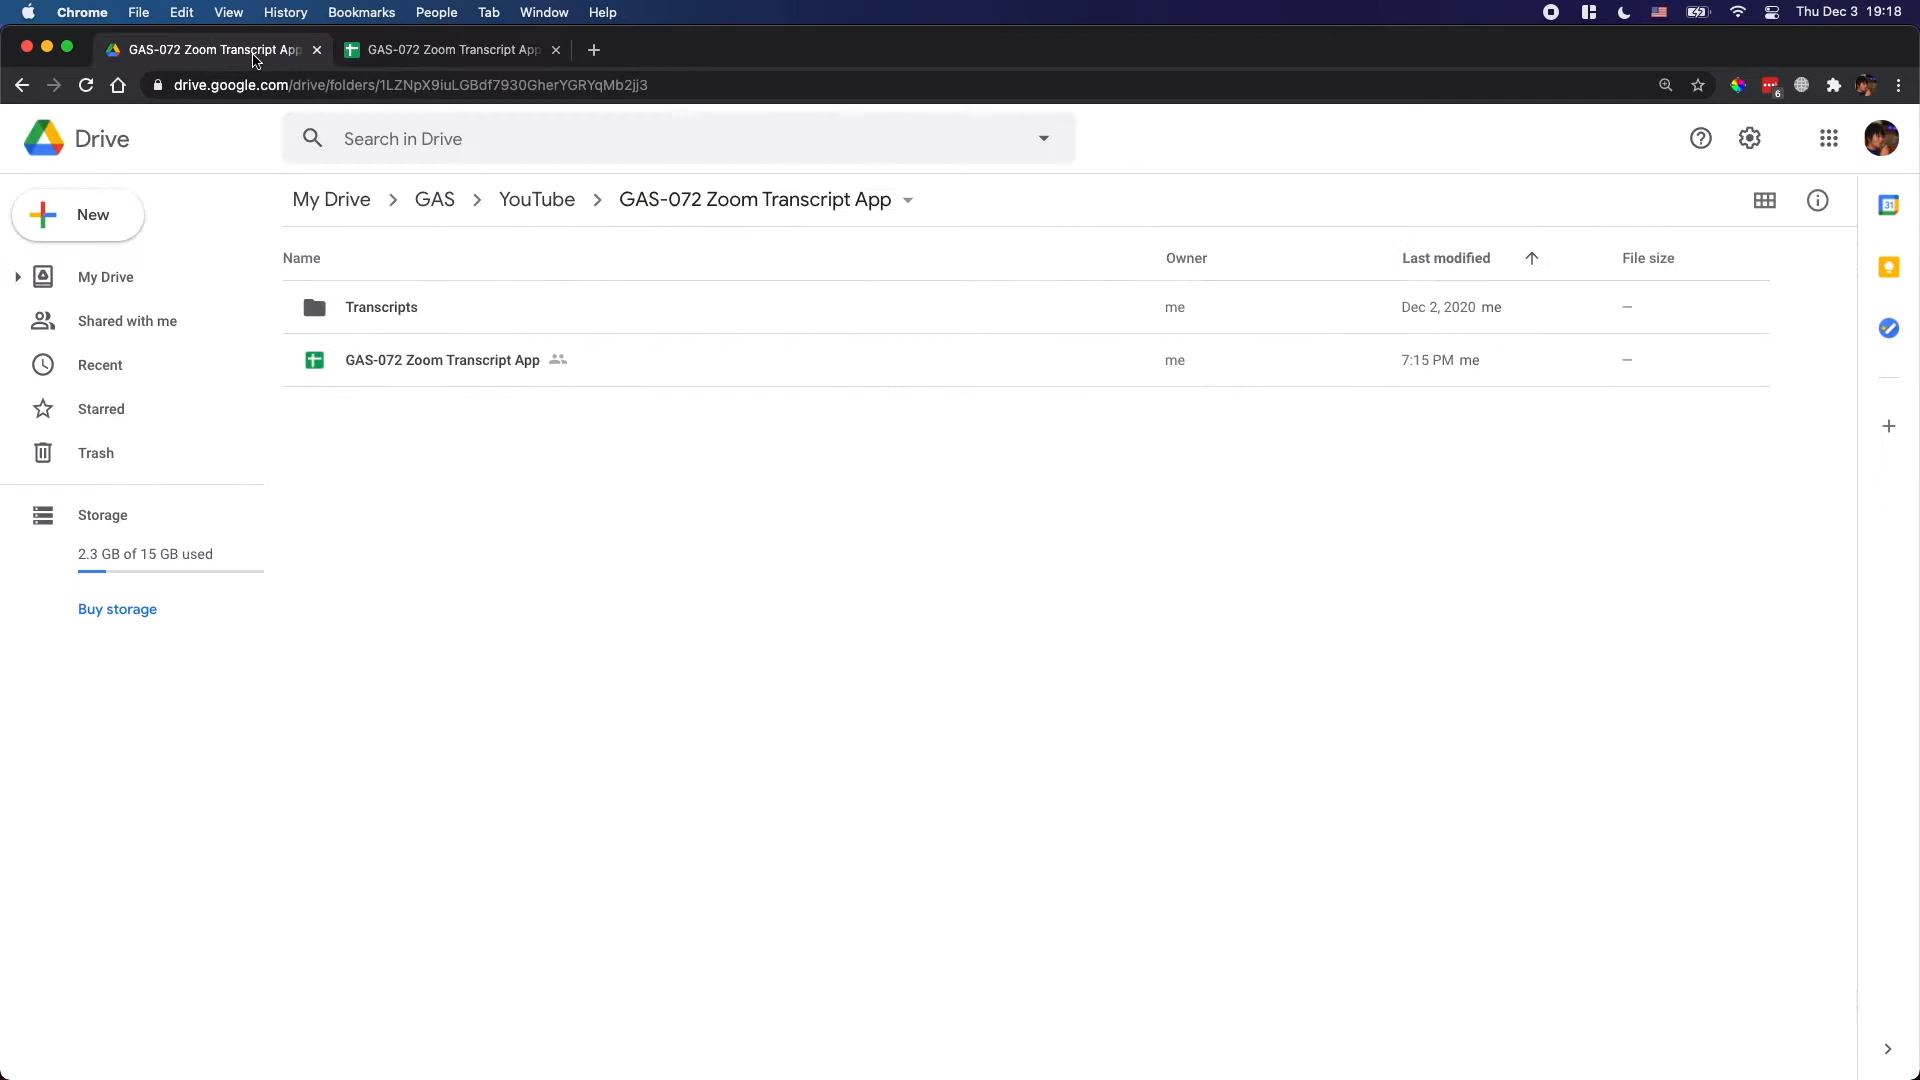 Chrome File Edit View History Bookmarks People Tab Window Help Thu Dec 3 19:18
GAS-072 Zoom Transcript App GAS-072 Zoom Transcript App
drive.google.com/drive/folders/1LZNpX9iuLGBdf7930GherYGRYqMb2jj3 6
Drive Search in Drive
New
My Drive GAS YouTube GAS-072 Zoom Transcript App
31
Name Owner Last modified File size
My Drive
Transcripts me Dec 2, 2020 me –
Shared with me
GAS-072 Zoom Transcript App me 7:15 PM me –
Recent
Starred
Trash
Storage
2.3 GB of 15 GB used
Buy storage